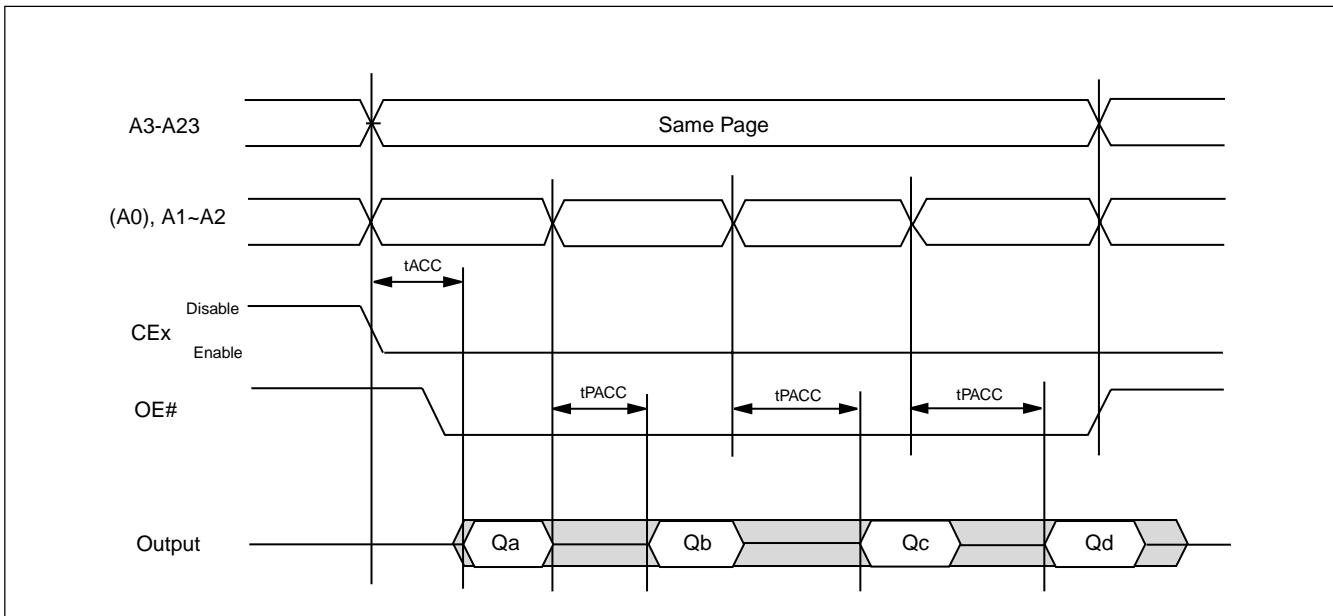 A3-A23
Same Page
(A0), A1~A2
tACC
Disable
CEx
Enable
tPACC
tPACC
tPACC
OE#
Output
Qa
Qb
Qc
Qd